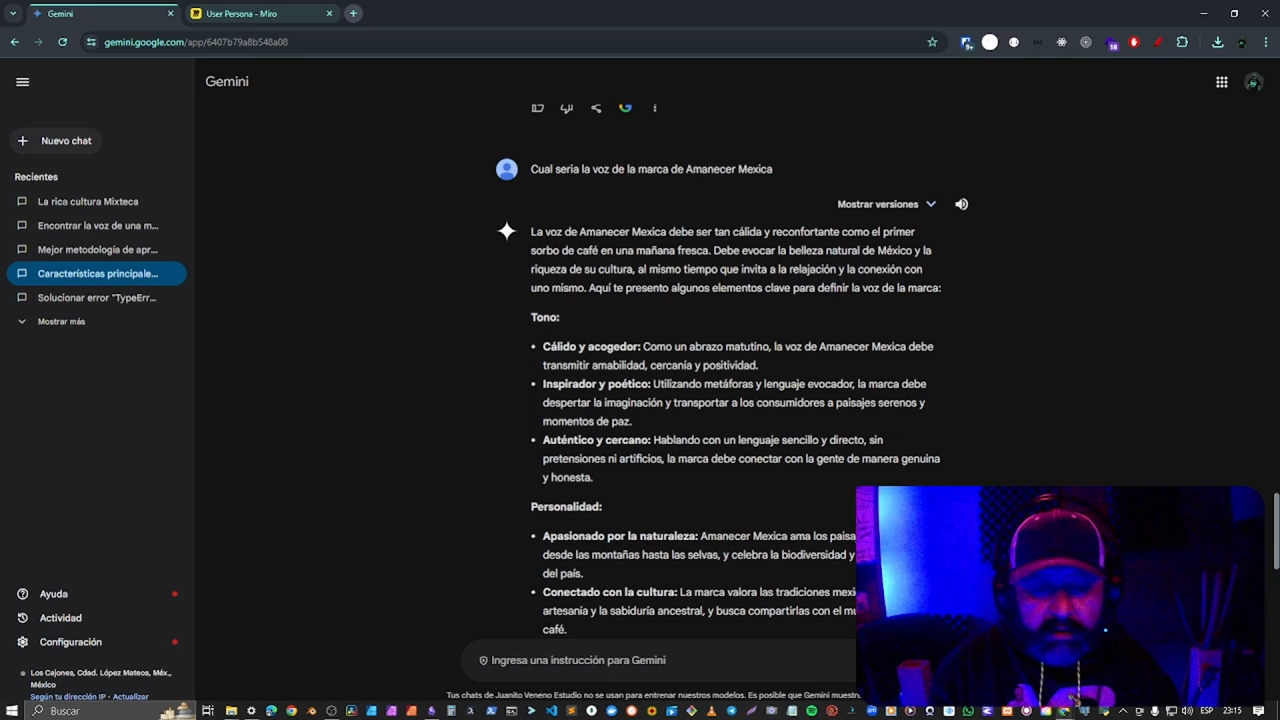 Gemini
User Persona - Miro
gemini.google.com/app/6407b79a8b548a08
Gemini
Nuevo chat
Recientes
La rica cultura Mixteca
Encontrar la voz de una m...
Mejor metodología de apr...
Características principale...
Solucionar error "TypeErr...
Mostrar más
Cual seria la voz de la marca de Amanecer Mexica
Mostrar versiones
La voz de Amanecer Mexica debe ser tan cálida y reconfortante como el primer
sorbo de café en una mañana fresca. Debe evocar la belleza natural de México y la
riqueza de su cultura, al mismo tiempo que invita a la relajación y la conexión con
uno mismo. Aquí te presento algunos elementos clave para definir la voz de la marca:
Tono:
• Cálido y acogedor: Como un abrazo matutino, la voz de Amanecer Mexica debe
transmitir amabilidad, cercanía y positividad.
• Inspirador y poético: Utilizando metáforas y lenguaje evocador, la marca debe
despertar la imaginación y transportar a los consumidores a paisajes serenos y
momentos de paz.
• Auténtico y cercano: Hablando con un lenguaje sencillo y directo, sin
pretensiones ni artificios, la marca debe conectar con la gente de manera genuina
y honesta.
Personalidad:
• Apasionado por la naturaleza: Amanecer Mexica ama los paisa
desde las montañas hasta las selvas, y celebra la biodiversidad y
del país.
• Conectado con la cultura: La marca valora las tradiciones mexi
artesanía y la sabiduría ancestral, y busca compartirlas con el mu
café.
Ayuda
Actividad
Configuración
Los Cajones, Cdad. López Mateos, Méx.,
México
Según tu dirección IP • Actualizar
Ingresa una instrucción para Gemini
Tus chats de Juanito Veneno Estudio no se usan para entrenar nuestros modelos. Es posible que Gemini muestre
Buscar
ESP
23:15